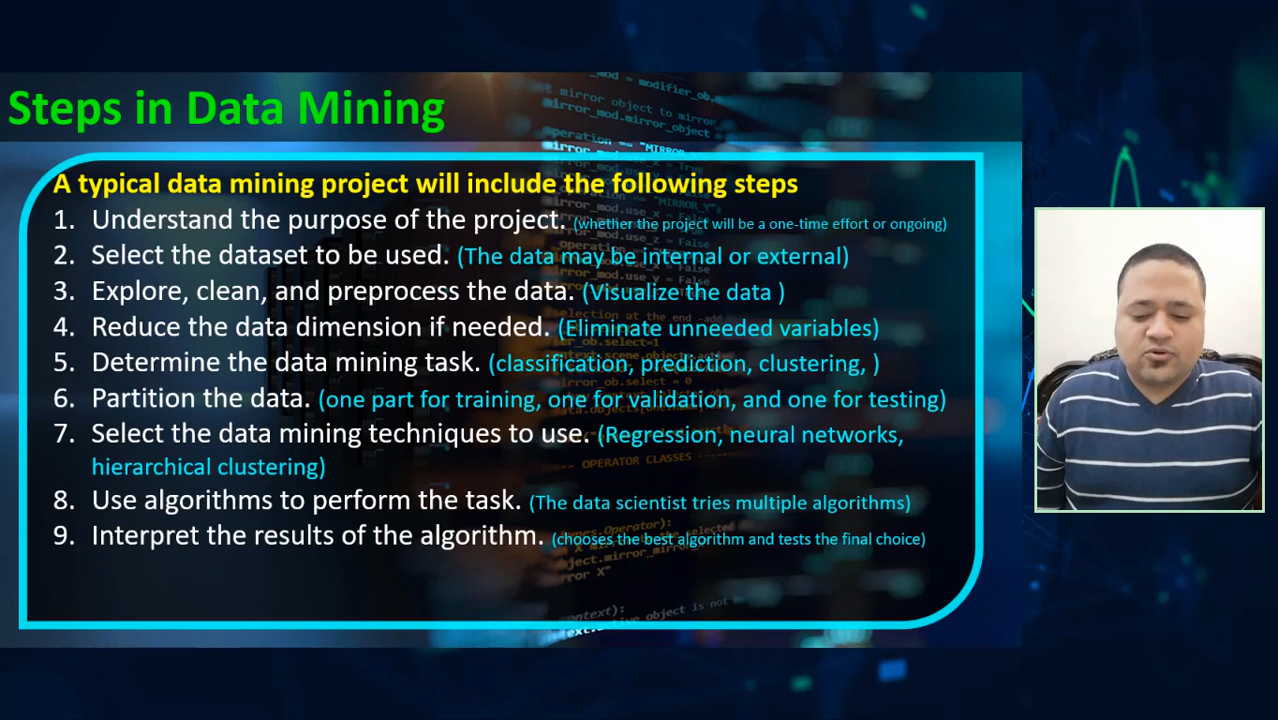 Steps in Data Mining
A typical data mining project will include the following steps
1. Understand the purpose of the project. (whether the project will be a one-time effort or ongoing)
2. Select the dataset to be used. (The data may be internal or external)
3. Explore, clean, and preprocess the data. (Visualize the data )
4. Reduce the data dimension if needed. (Eliminate unneeded variables)
5. Determine the data mining task. (classification, prediction, clustering, )
6. Partition the data. (one part for training, one for validation, and one for testing)
7. Select the data mining techniques to use. (Regression, neural networks,
hierarchical clustering)
8. Use algorithms to perform the task. (The data scientist tries multiple algorithms)
9. Interpret the results of the algorithm. (chooses the best algorithm and tests the final choice)